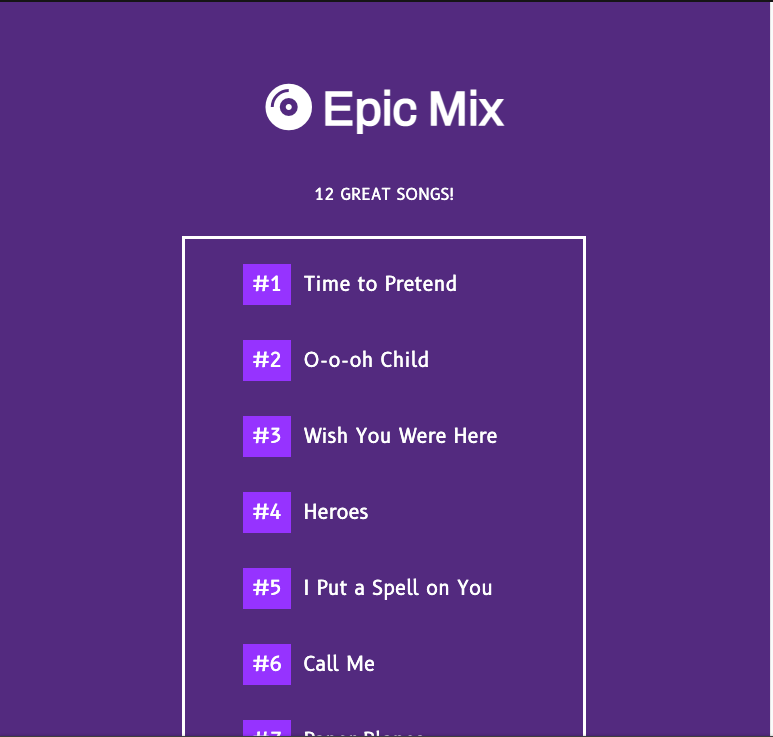 Epic Mix
12 GREAT SONGS!
#1 Time to Pretend
#2 O-o-oh Child
#3 Wish You Were Here
#4 Heroes
#5 I Put a Spell on You
#6 Call Me
#7